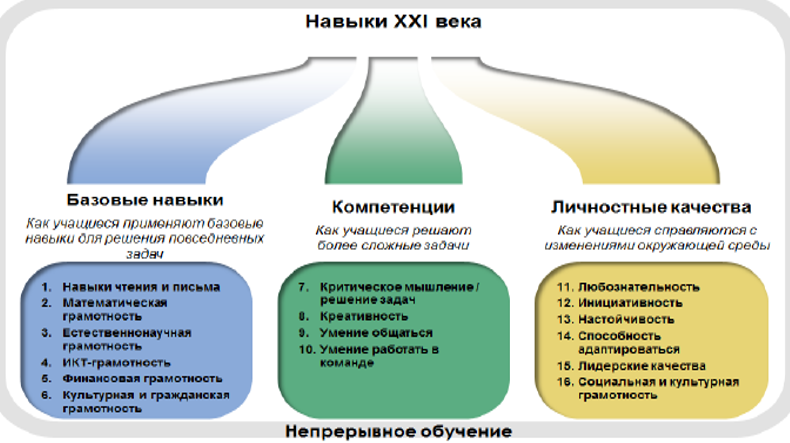 Навыки XXI века
Базовые навыки
Как учащиеся применяют базовые
навыки для решения повседневных
задач
1. Навыки чтения и письма
2. Математическая
грамотность
3. Естественнонаучная
грамотность
4. ИКТ-грамотность
5. Финансовая грамотность
6. Культурная и гражданская
грамотность
Компетенции
Как учащиеся решают
более сложные задачи
7. Критическое мышление /
решение задач
8. Креативность
9. Умение общаться
10. Умение работать в
команде
Личностные качества
Как учащиеся справляются с
изменениями окружающей среды
11. Любознательность
12. Инициативность
13. Настойчивость
14. Способность
адаптироваться
15. Лидерские качества
16. Социальная и культурная
грамотность
Непрерывное обучение